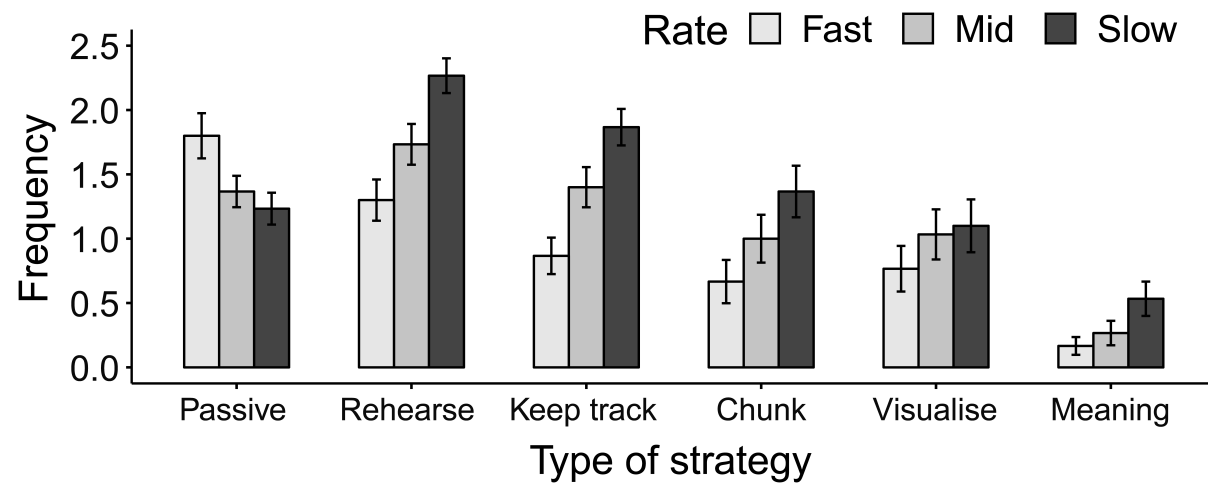 Rate Fast Mid Slow
Frequency
2.5
2.0
1.5
1.0
0.5
0.0
Passive Rehearse Keep track Chunk Visualise Meaning
Type of strategy